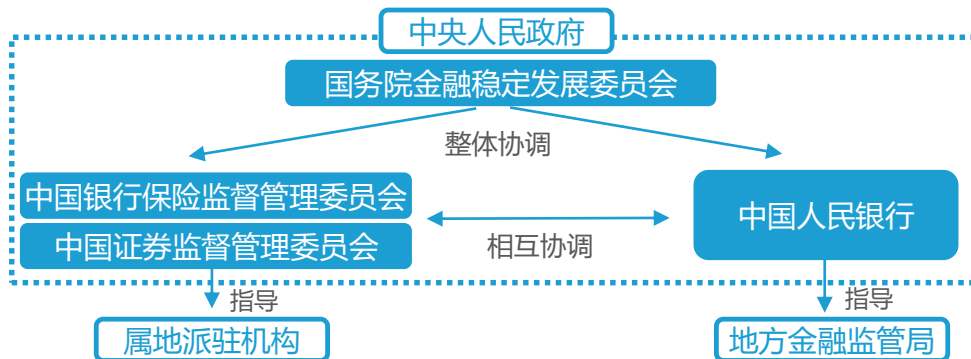 中央人民政府
国务院金融稳定发展委员会
整体协调
中国银行保险监督管理委员会
中国证券监督管理委员会
中国人民银行
相互协调
指导
指导
属地派驻机构
地方金融监管局